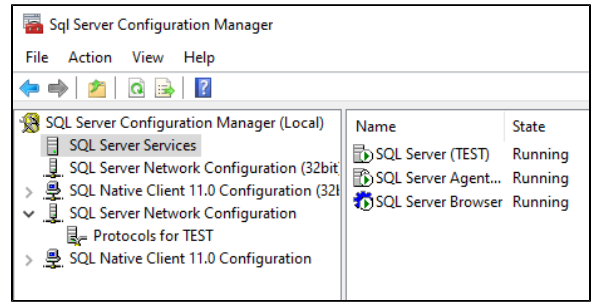 Sql Server Configuration Manager
File Action View Help
SQL Server Configuration Manager (Local)
SQL Server Services
SQL Server Network Configuration (32bit
SQL Native Client 11.0 Configuration (32b
SQL Server Network Configuration
Protocols for TEST
SQL Native Client 11.0 Configuration
Name State
SQL Server (TEST) Running
SQL Server Agent... Running
SQL Server Browser Running